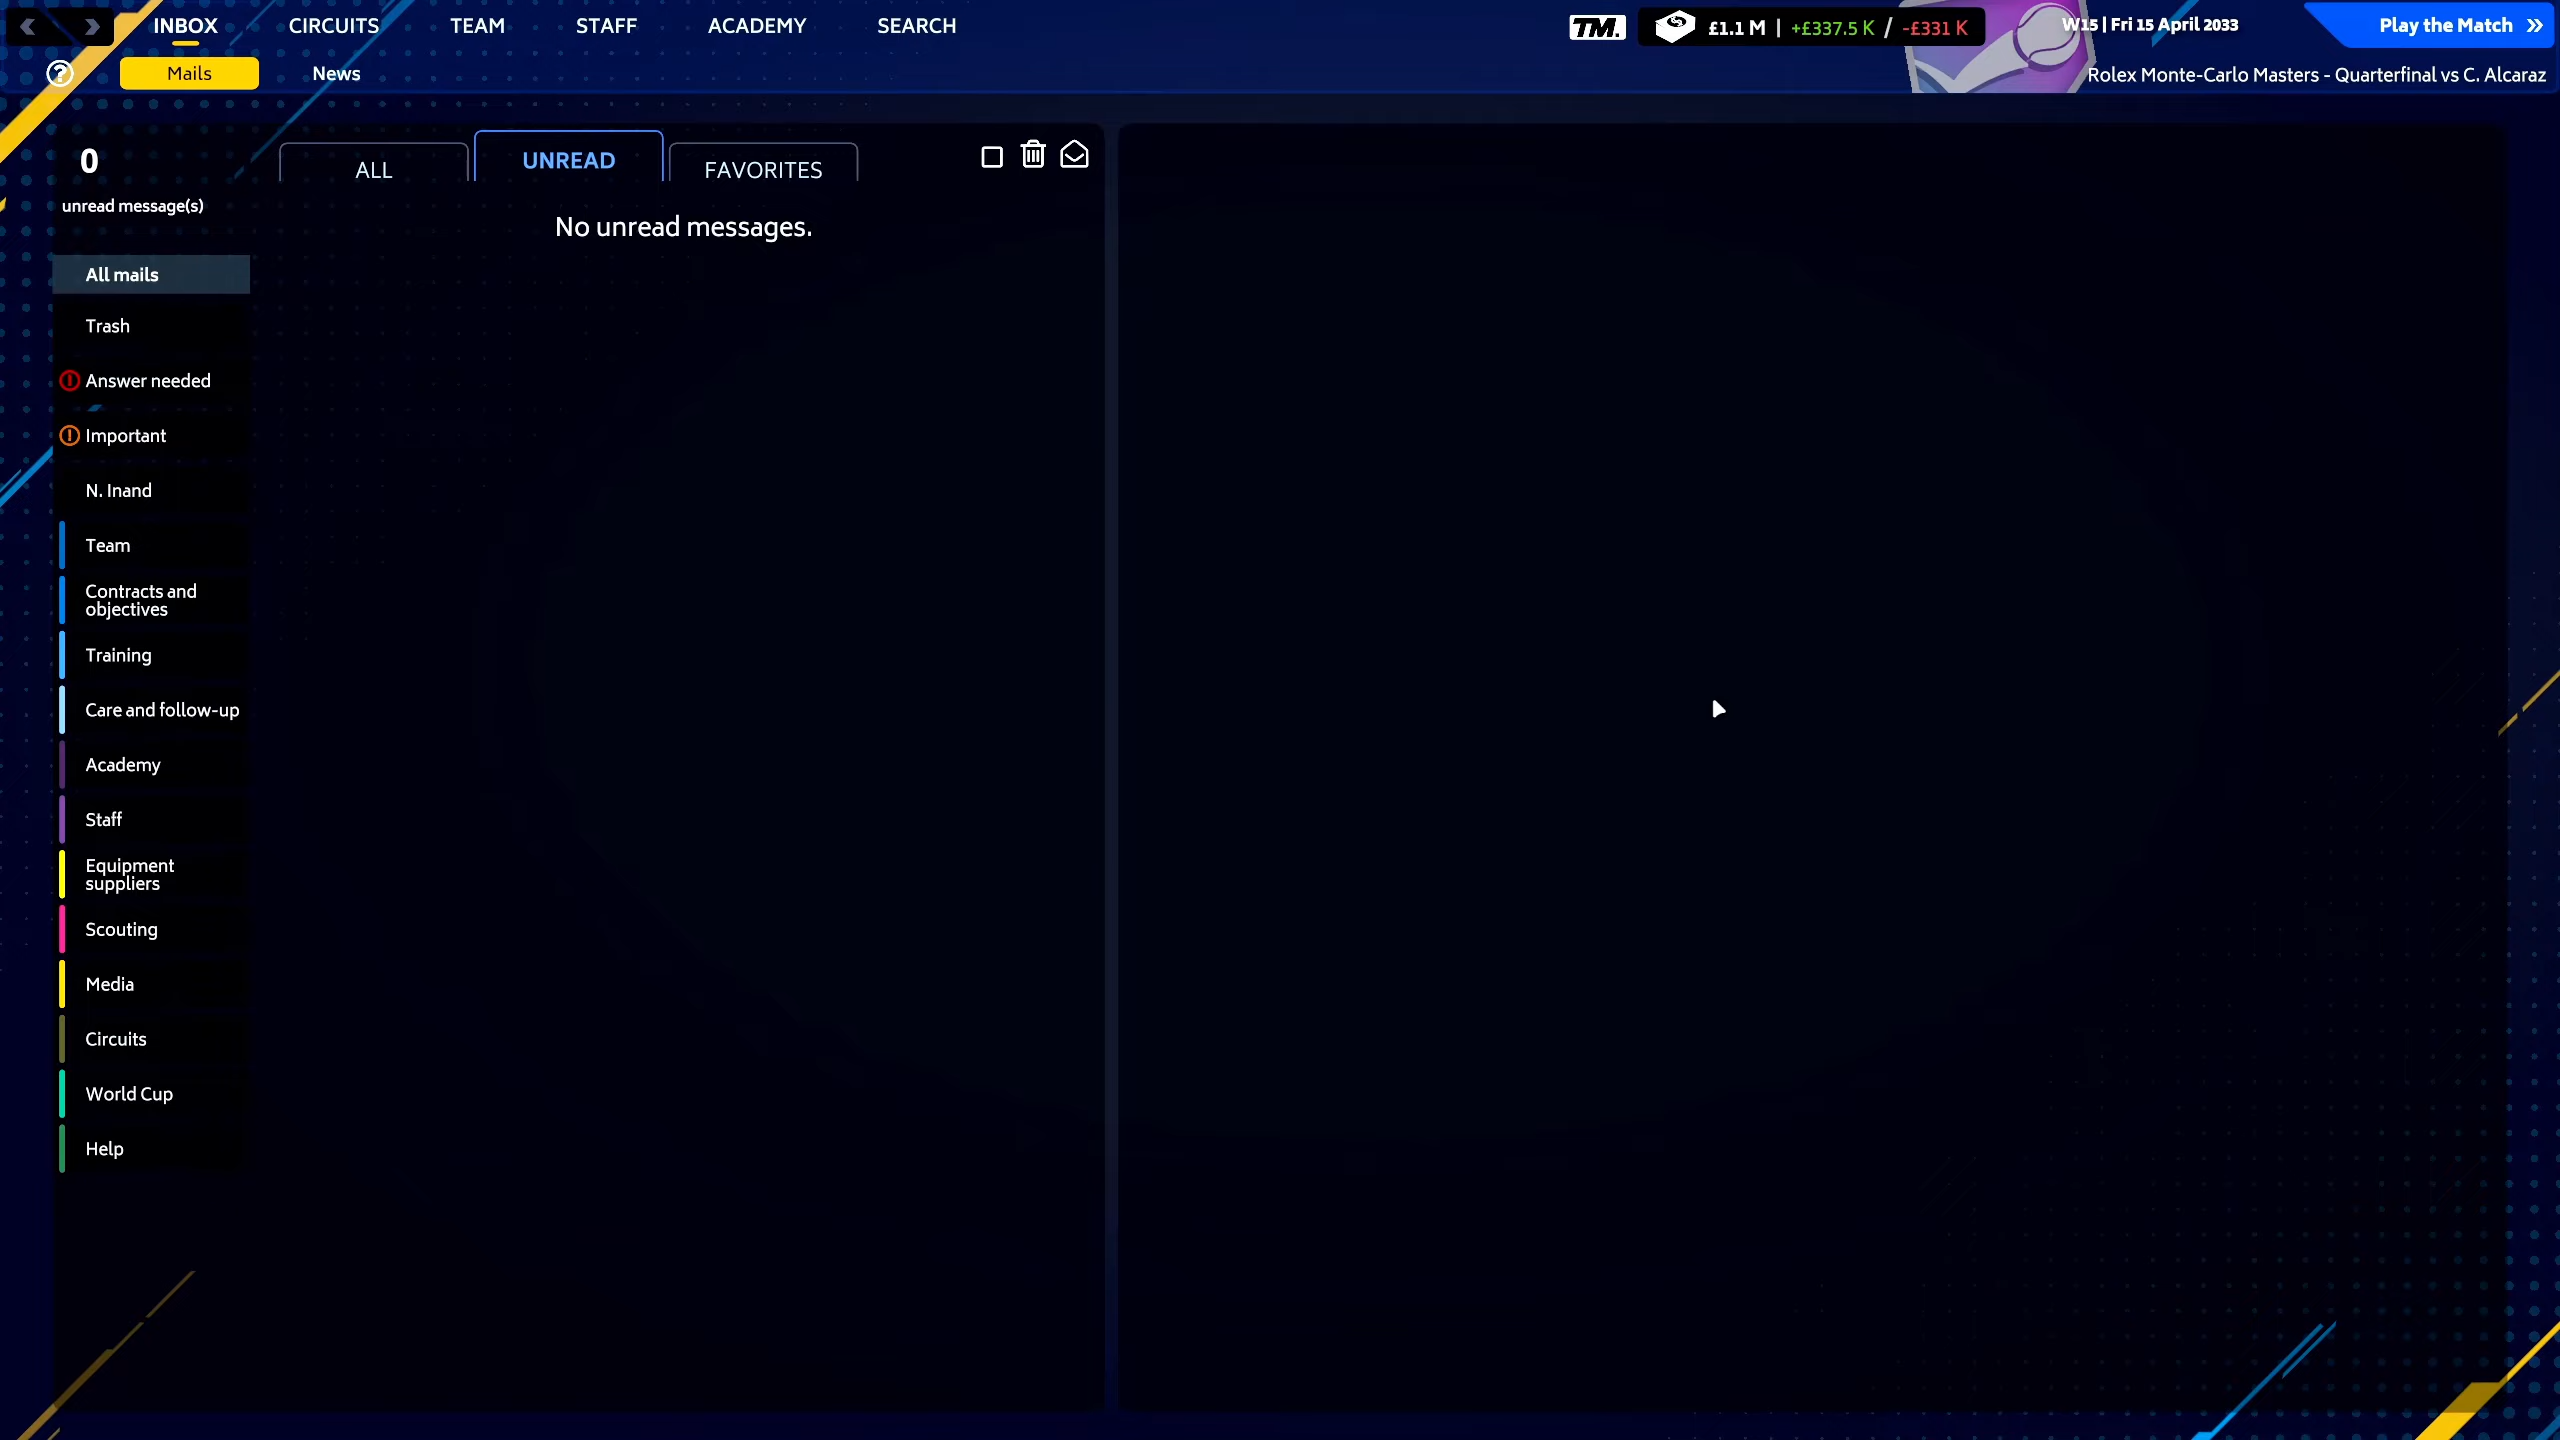 INBOX
CIRCUITS
TEAM
STAFF
ACADEMY
SEARCH
TM.
£1.1 M | +£337.5 K / -£331 K
W15 | Fri 15 April 2033
Play the Match
Mails
News
Rolex Monte-Carlo Masters - Quarterfinal vs C. Alcaraz
0
unread message(s)
ALL
UNREAD
FAVORITES
No unread messages.
All mails
Trash
Answer needed
Important
N. Inand
Team
Contracts and
objectives
Training
Care and follow-up
Academy
Staff
Equipment
suppliers
Scouting
Media
Circuits
World Cup
Help